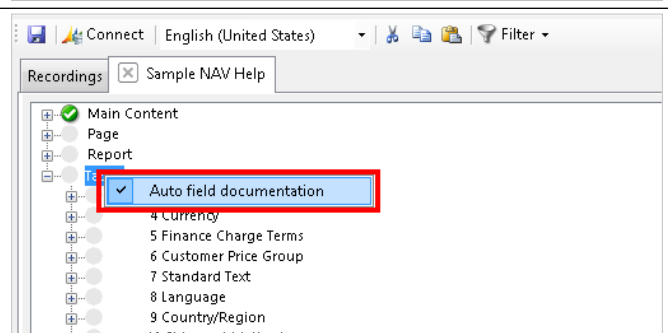 Connect English (United States) Filter
Recordings Sample NAV Help
Main Content
Page
Report
Auto field documentation
4 Currency
5 Finance Charge Terms
6 Customer Price Group
7 Standard Text
8 Language
9 Country/Region